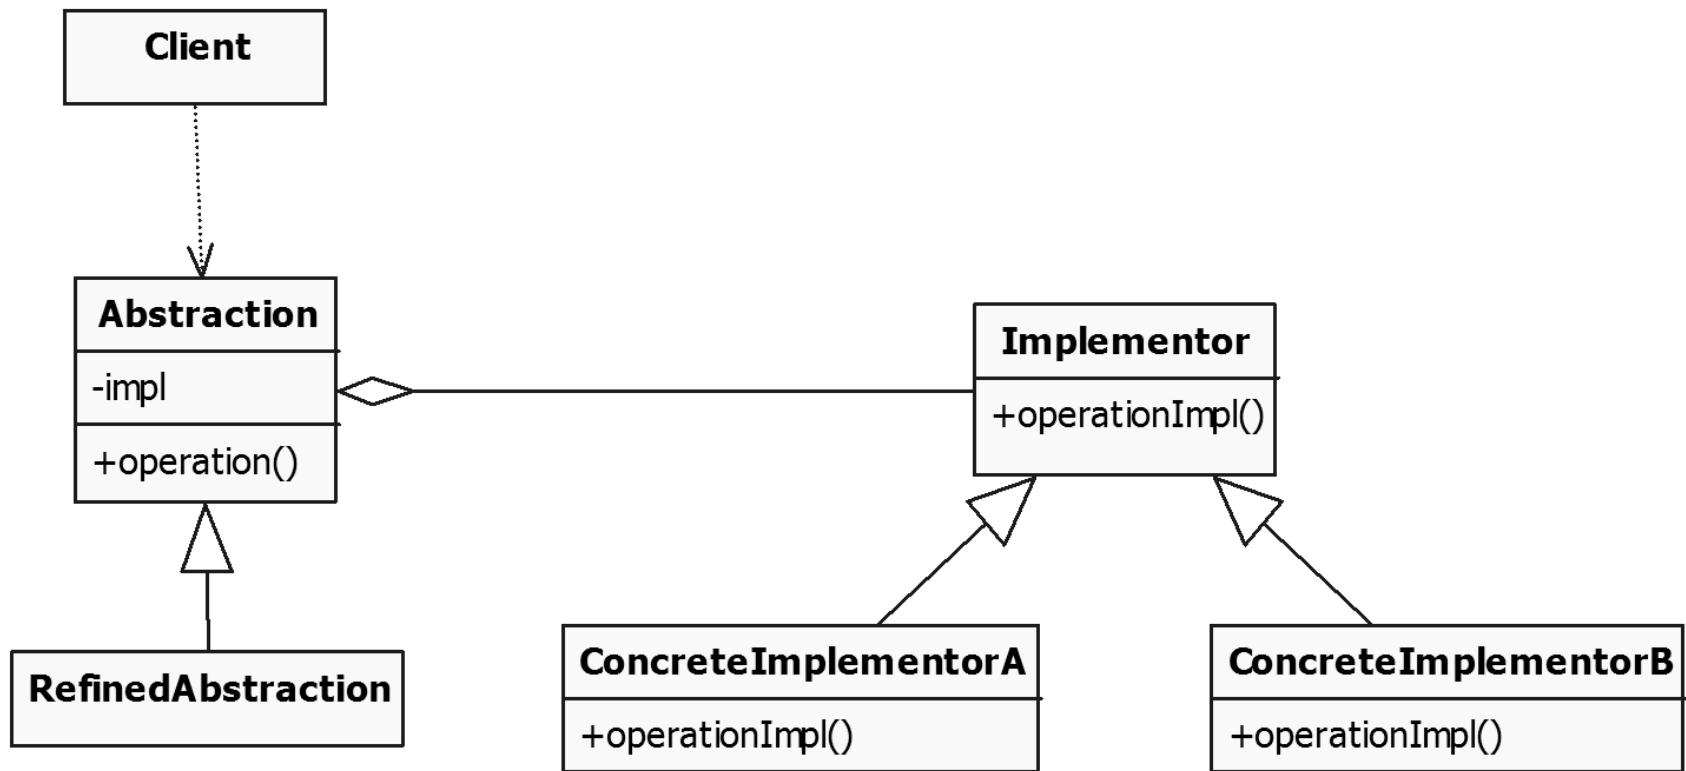 Client
Abstraction
-impl
+operation()
Implementor
+operationImpl()
RefinedAbstraction
ConcreteImplementorA
+operationImpl()
ConcreteImplementorB
+operationImpl()